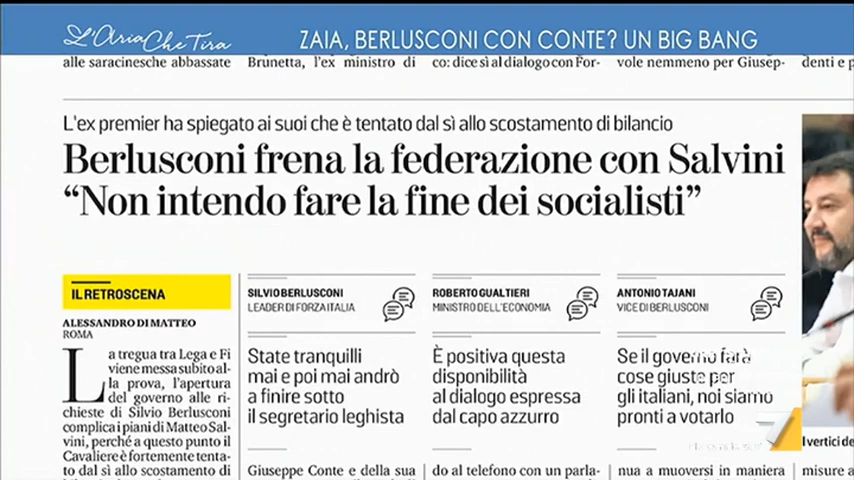 L'Aria Che Tira
ZAIA, BERLUSCONI CON CONTE? UN BIG BANG
alle saracinesche abbassate
Brunetta, l'ex ministro di
co: dice sì al dialogo con For-
vole nemmeno per Giusep-
denti e p
L'ex premier ha spiegato ai suoi che è tentato dal sì allo scostamento di bilancio
Berlusconi frena la federazione con Salvini
“Non intendo fare la fine dei socialisti”
IL RETROSCENA
ALESSANDRO DI MATTEO
ROMA
La tregua tra Lega e Fi
viene messa subito al-
la prova, l'apertura
del governo alle ri-
chieste di Silvio Berlusconi
complica i piani di Matteo Sal-
vini, perché a questo punto il
Cavaliere è fortemente tenta-
to dal sì allo scostamento di
SILVIO BERLUSCONI
LEADER DI FORZA ITALIA
State tranquilli
mai e poi mai andrò
a finire sotto
il segretario leghista
Giuseppe Conte e della sua
ROBERTO GUALTIERI
MINISTRO DELL'ECONOMIA
È positiva questa
disponibilità
al dialogo espressa
dal capo azzurro
do al telefono con un parla-
ANTONIO TAJANI
VICE DI BERLUSCONI
Se il governo farà
cose giuste per
gli italiani, noi siamo
pronti a votarlo
nua a muoversi in maniera
I vertici de
misure a